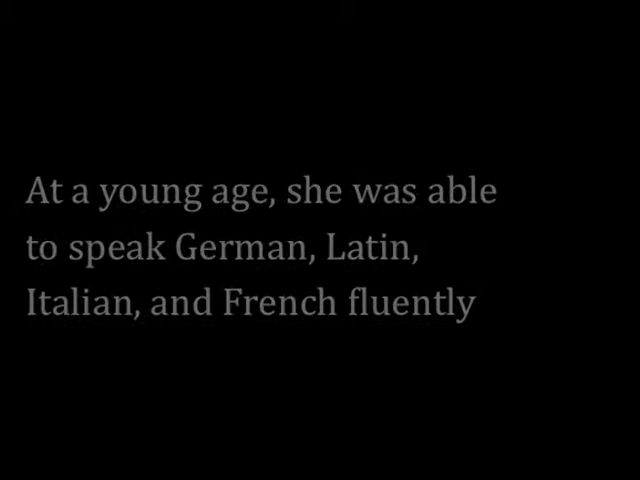 At a young age, she was able
to speak German, Latin,
Italian, and French fluently